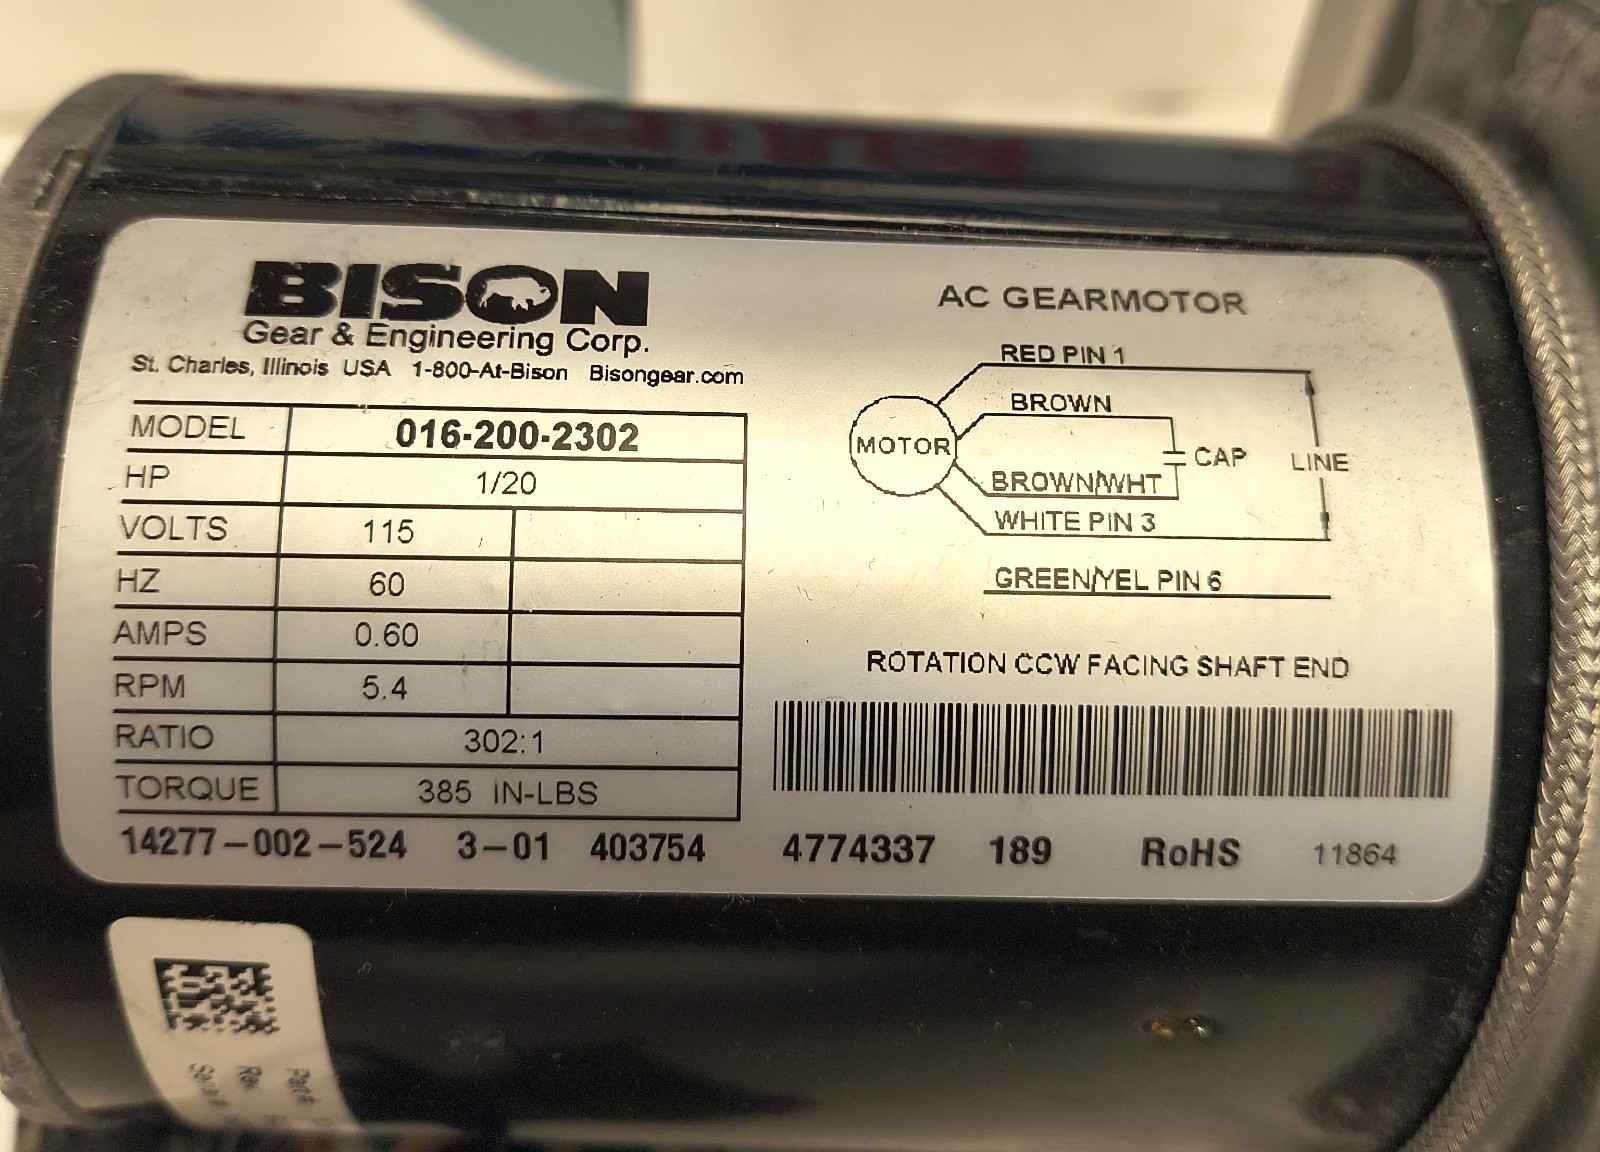 BISON
Gear & Engineering Corp.
St. Charles, Illinois USA 1-800-At-Bison Bisongear.com
MODEL 016-200-2302
HP 1/20
VOLTS 115
HZ 60
AMPS 0.60
RPM 5.4
RATIO 302:1
TORQUE 385 IN-LBS
AC GEARMOTOR
RED PIN 1
BROWN
MOTOR
CAP
LINE
BROWN/WHT
WHITE PIN 3
GREEN/YEL PIN 6
ROTATION CCW FACING SHAFT END
14277-002-524 3-01 403754 4774337 189 RoHS 11864